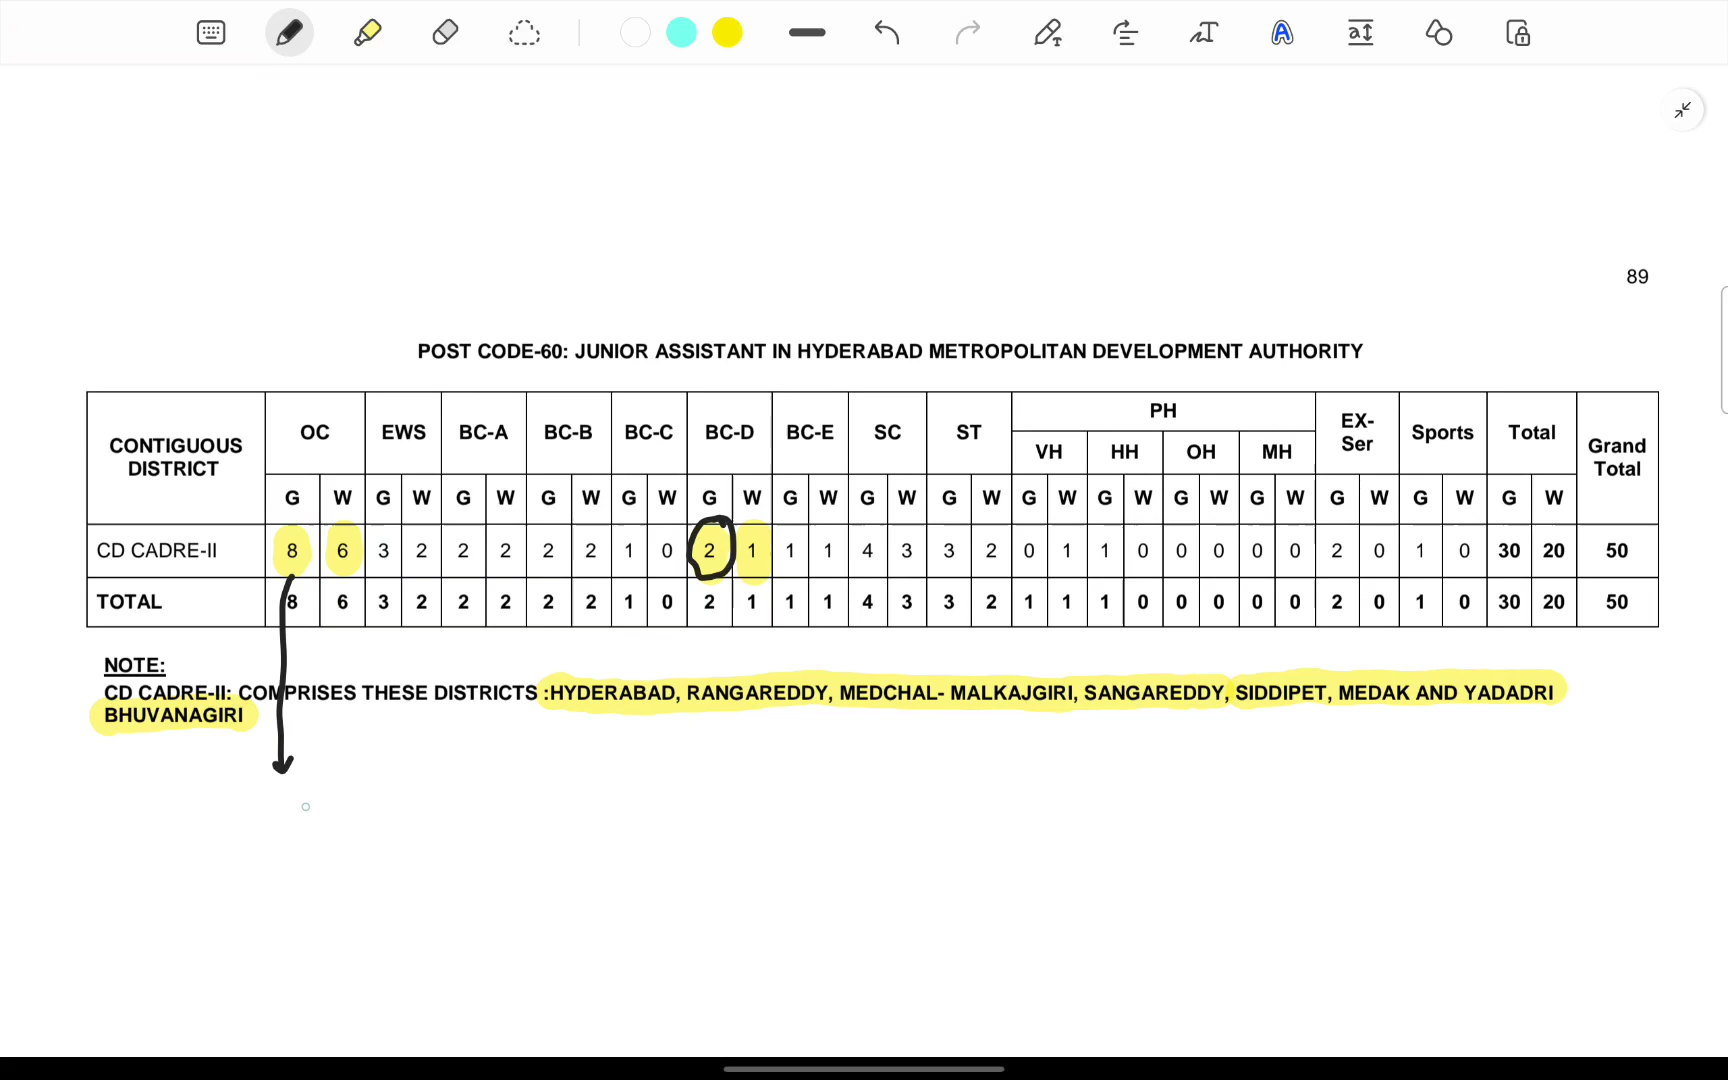 89
POST CODE-60: JUNIOR ASSISTANT IN HYDERABAD METROPOLITAN DEVELOPMENT AUTHORITY
CONTIGUOUS DISTRICT OC EWS BC-A BC-B BC-C BC-D BC-E SC ST PH EX-Ser Sports Total Grand Total
VH HH OH MH
G W G W G W G W G W G W G W G W G W G W G W G W G W G W G W G W
CD CADRE-II 8 6 3 2 2 2 2 2 1 0 2 1 1 1 4 3 3 2 0 1 1 0 0 0 0 0 2 0 1 0 30 20 50
TOTAL 8 6 3 2 2 2 2 2 1 0 2 1 1 1 4 3 3 2 1 1 1 0 0 0 0 0 2 0 1 0 30 20 50
NOTE:
CD CADRE-II: COMPRISES THESE DISTRICTS :HYDERABAD, RANGAREDDY, MEDCHAL- MALKAJGIRI, SANGAREDDY, SIDDIPET, MEDAK AND YADADRI
BHUVANAGIRI